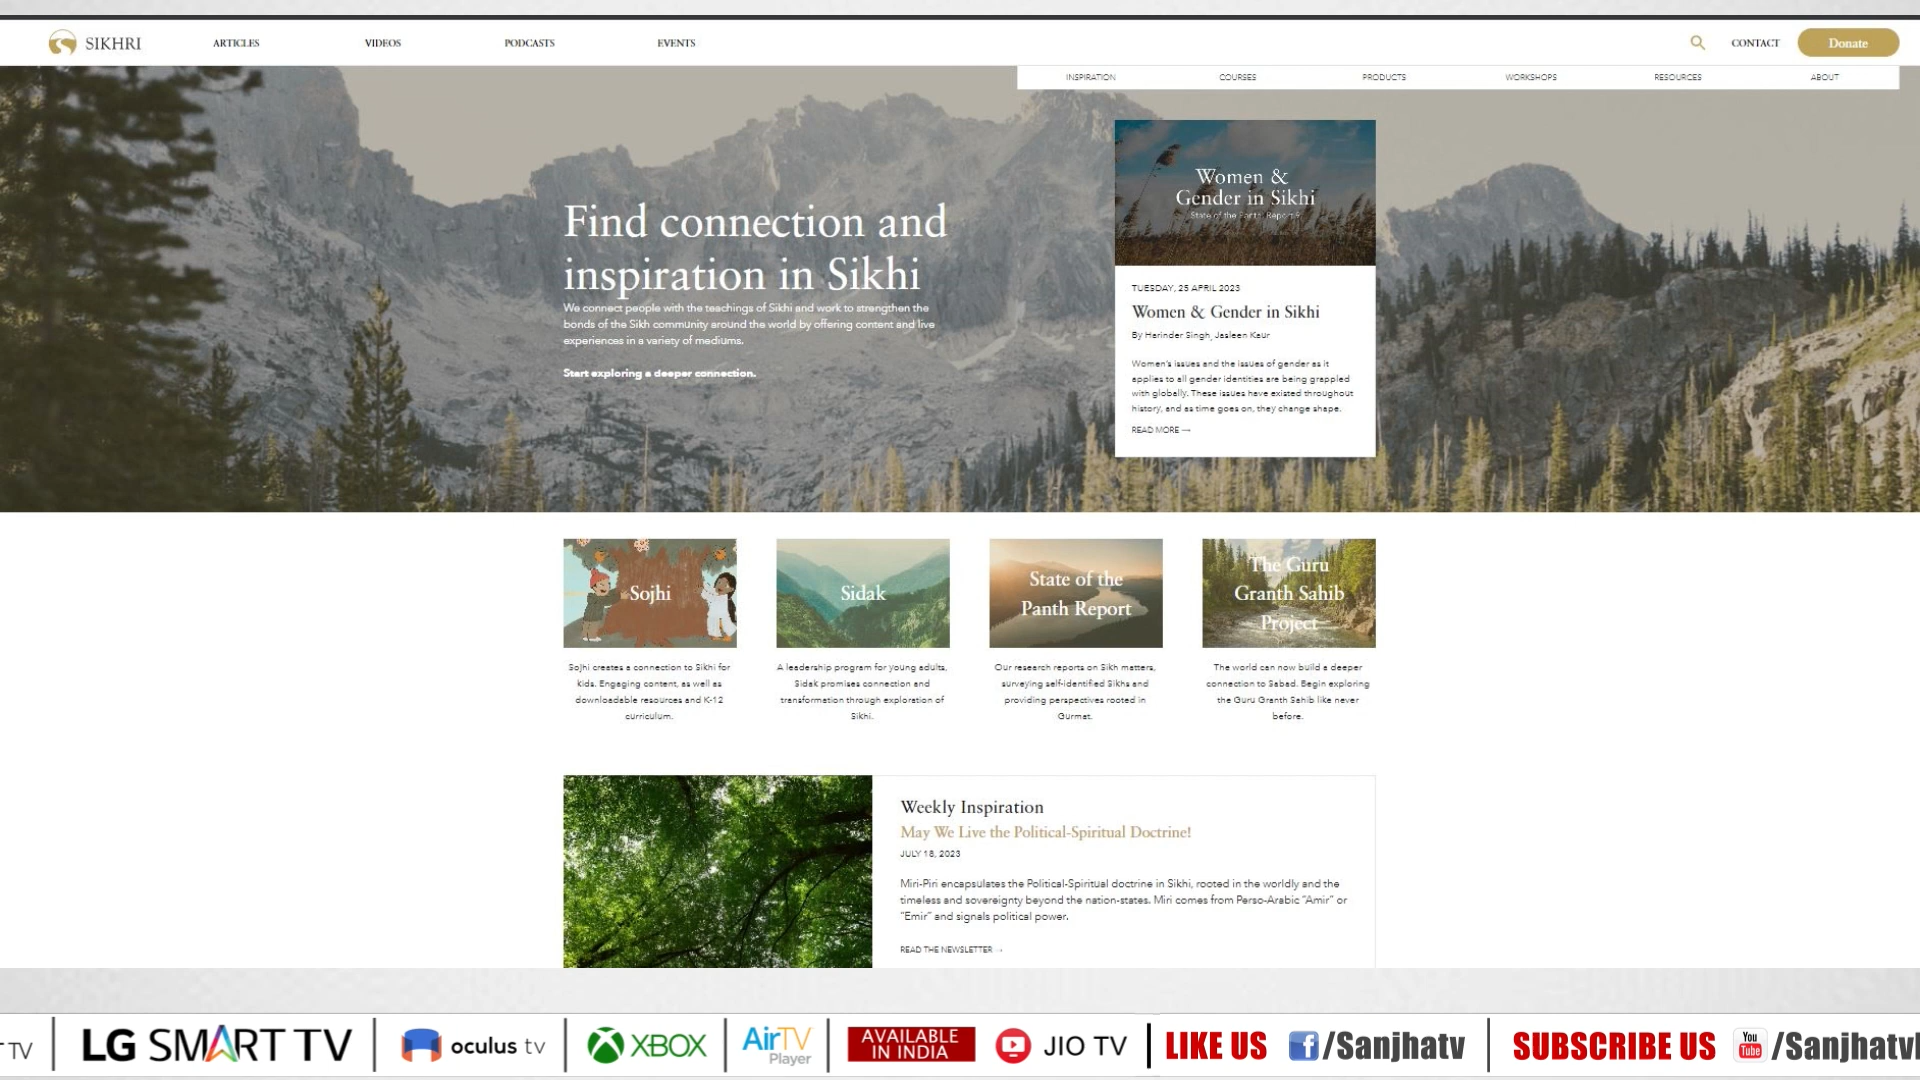 SIKHRI
ARTICLES
VIDEOS
PODCASTS
EVENTS
CONTACT
Donate
INSPIRATION
COURSES
PRODUCTS
WORKSHOPS
RESOURCES
ABOUT
Find connection and
inspiration in Sikhi
We connect people with the teachings of Sikhi and work to strengthen the
bonds of the Sikh community around the world by offering content and live
experiences in a variety of mediums.
Start exploring a deeper connection.
Women &
Gender in Sikhi
State of the Panth, Report 9
TUESDAY, 25 APRIL 2023
Women & Gender in Sikhi
By Harinder Singh, Jasleen Kaur
Women's issues and the issues of gender as it
applies to all gender identities are being grappled
with globally. These issues have existed throughout
history, and as time goes on, they change shape.
READ MORE →
Sojhi
Sojhi creates a connection to Sikhi for
kids. Engaging content, as well as
downloadable resources and K-12
curriculum.
Sidak
A leadership program for young adults,
Sidak promises connection and
transformation through exploration of
Sikhi.
State of the
Panth Report
Our research reports on Sikh matters,
surveying self-identified Sikhs and
providing perspectives rooted in
Gurmat.
The Guru
Granth Sahib
Project
The world can now build a deeper
connection to Sabad. Begin exploring
the Guru Granth Sahib like never
before.
Weekly Inspiration
May We Live the Political-Spiritual Doctrine!
JULY 18, 2023
Miri-Piri encapsulates the Political-Spiritual doctrine in Sikhi, rooted in the worldly and the
timeless and sovereignty beyond the nation-states. Miri comes from Perso-Arabic “Amir” or
“Emir” and signals political power.
READ THE NEWSLETTER →
TV | LG SMART TV | oculus tv | XBOX | AirTV Player | AVAILABLE IN INDIA JIO TV | LIKE US f/Sanjhatv | SUBSCRIBE US You Tube /Sanjhatv